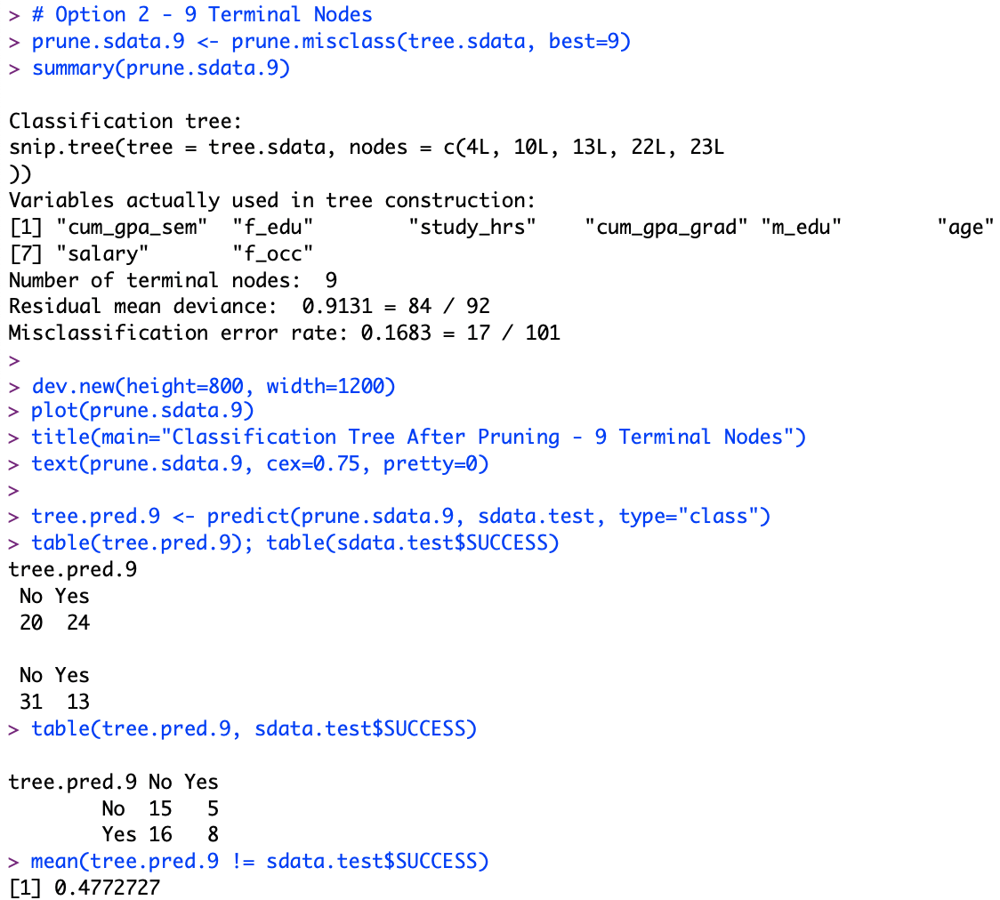 > # Option 2 - 9 Terminal Nodes
> prune.sdata.9 <- prune.misclass(tree.sdata, best=9)
> summary(prune.sdata.9)

Classification tree:
snip.tree(tree = tree.sdata, nodes = c(4L, 10L, 13L, 22L, 23L
))
Variables actually used in tree construction:
[1] "cum_gpa_sem"  "f_edu"        "study_hrs"    "cum_gpa_grad" "m_edu"        "age"
[7] "salary"       "f_occ"
Number of terminal nodes:  9
Residual mean deviance:  0.9131 = 84 / 92
Misclassification error rate: 0.1683 = 17 / 101
>
> dev.new(height=800, width=1200)
> plot(prune.sdata.9)
> title(main="Classification Tree After Pruning - 9 Terminal Nodes")
> text(prune.sdata.9, cex=0.75, pretty=0)
>
> tree.pred.9 <- predict(prune.sdata.9, sdata.test, type="class")
> table(tree.pred.9); table(sdata.test$SUCCESS)
tree.pred.9
 No Yes
 20  24

 No Yes
 31  13
> table(tree.pred.9, sdata.test$SUCCESS)

tree.pred.9 No Yes
        No  15   5
        Yes 16   8
> mean(tree.pred.9 != sdata.test$SUCCESS)
[1] 0.4772727